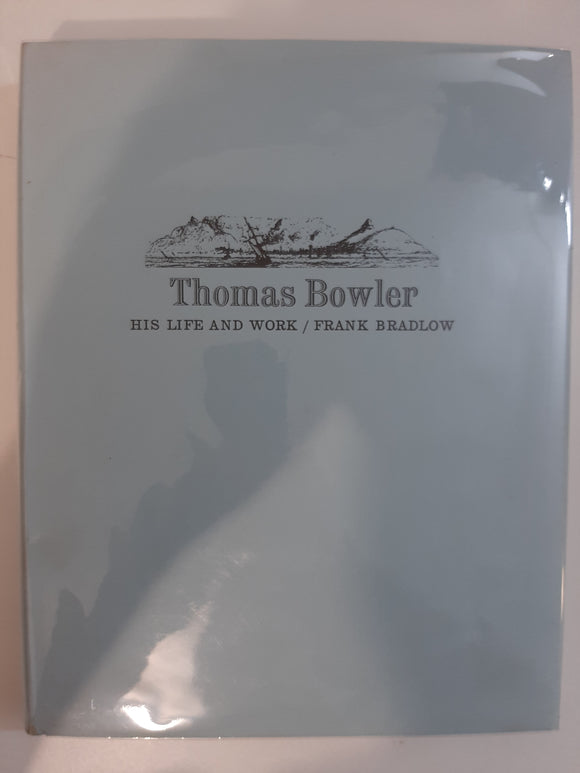 Thomas Bowler
HIS LIFE AND WORK / FRANK BRADLOW